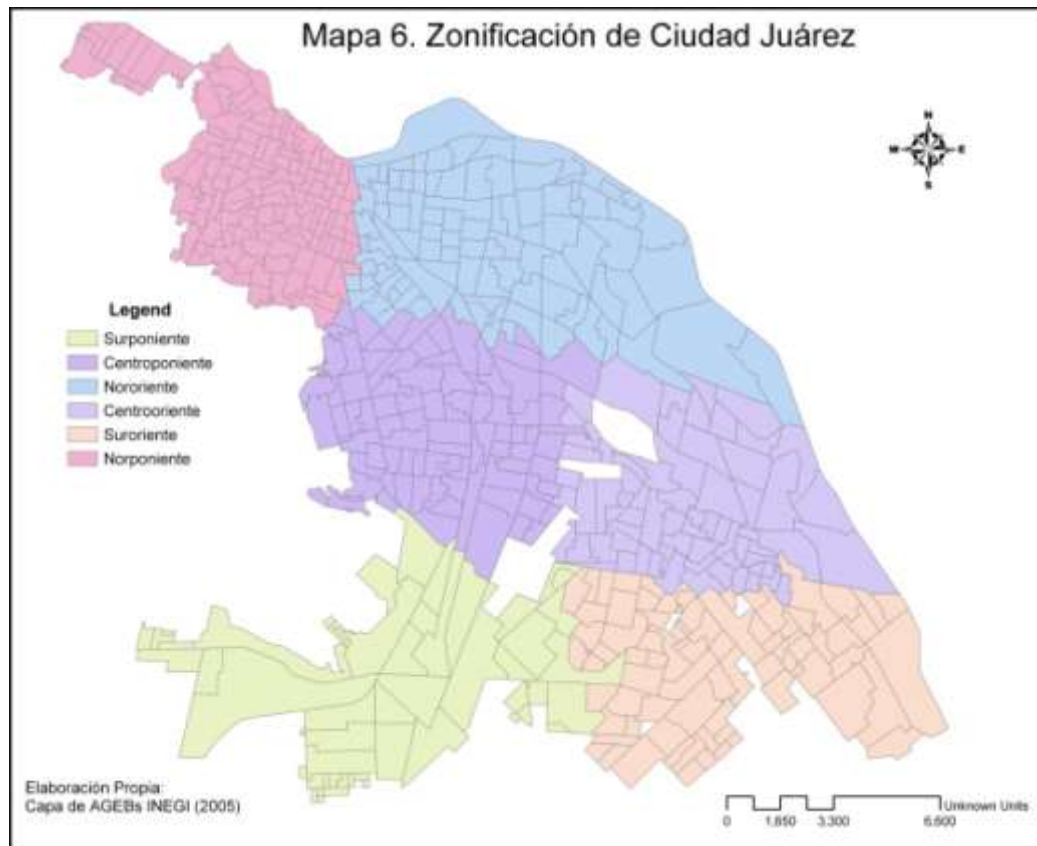 Mapa 6. Zonificación de Ciudad Juárez
N
W E
S
Legend
Surponiente
Centroponiente
Nororiente
Centrooriente
Suroriente
Norponiente
Elaboración Propia:
Capa de AGEBs INEGI (2005)
Unknown Units
0 1,650 3,300 6,600